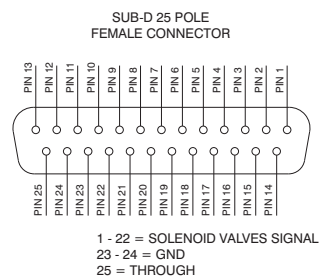 SUB-D 25 POLE
FEMALE CONNECTOR
PIN 13
PIN 12
PIN 11
PIN 10
PIN 9
PIN 8
PIN 7
PIN 6
PIN 5
PIN 4
PIN 3
PIN 2
PIN 1
PIN 25
PIN 24
PIN 23
PIN 22
PIN 21
PIN 20
PIN 19
PIN 18
PIN 17
PIN 16
PIN 15
PIN 14
1 - 22 = SOLENOID VALVES SIGNAL
23 - 24 = GND
25 = THROUGH